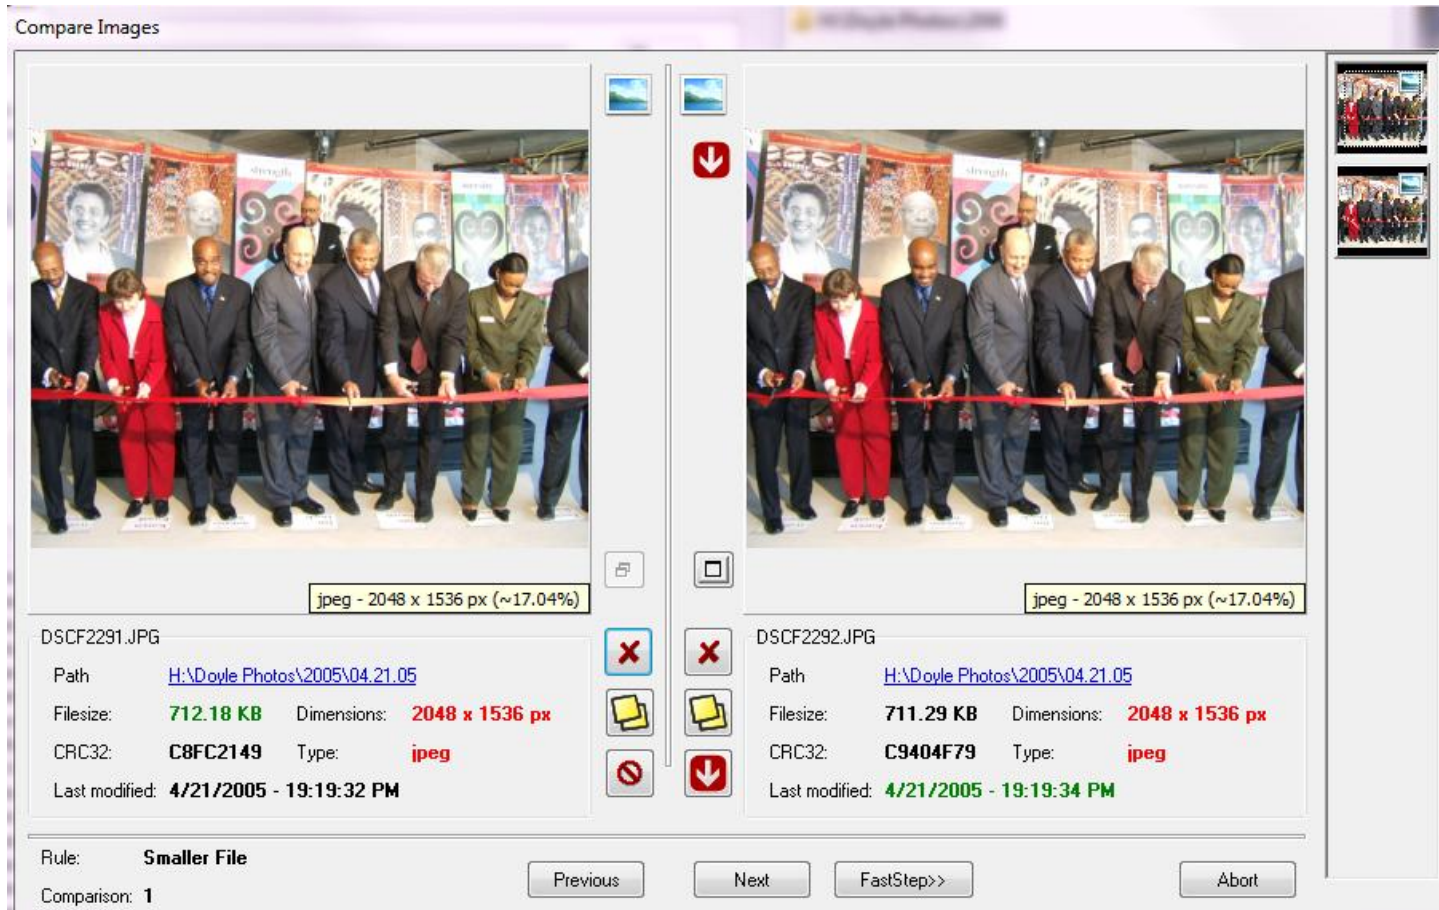 Compare Images
strength
strength
jpeg - 2048 x 1536 px (~17.04%)
jpeg - 2048 x 1536 px (~17.04%)
DSCF2291.JPG
Path H:\Doyle Photos\2005\04.21.05
Filesize: 712.18 KB Dimensions: 2048 x 1536 px
CRC32: C8FC2149 Type: jpeg
Last modified: 4/21/2005 - 19:19:32 PM
DSCF2292.JPG
Path H:\Doyle Photos\2005\04.21.05
Filesize: 711.29 KB Dimensions: 2048 x 1536 px
CRC32: C9404F79 Type: jpeg
Last modified: 4/21/2005 - 19:19:34 PM
Rule: Smaller File
Comparison: 1
Previous
Next
FastStep>>
Abort